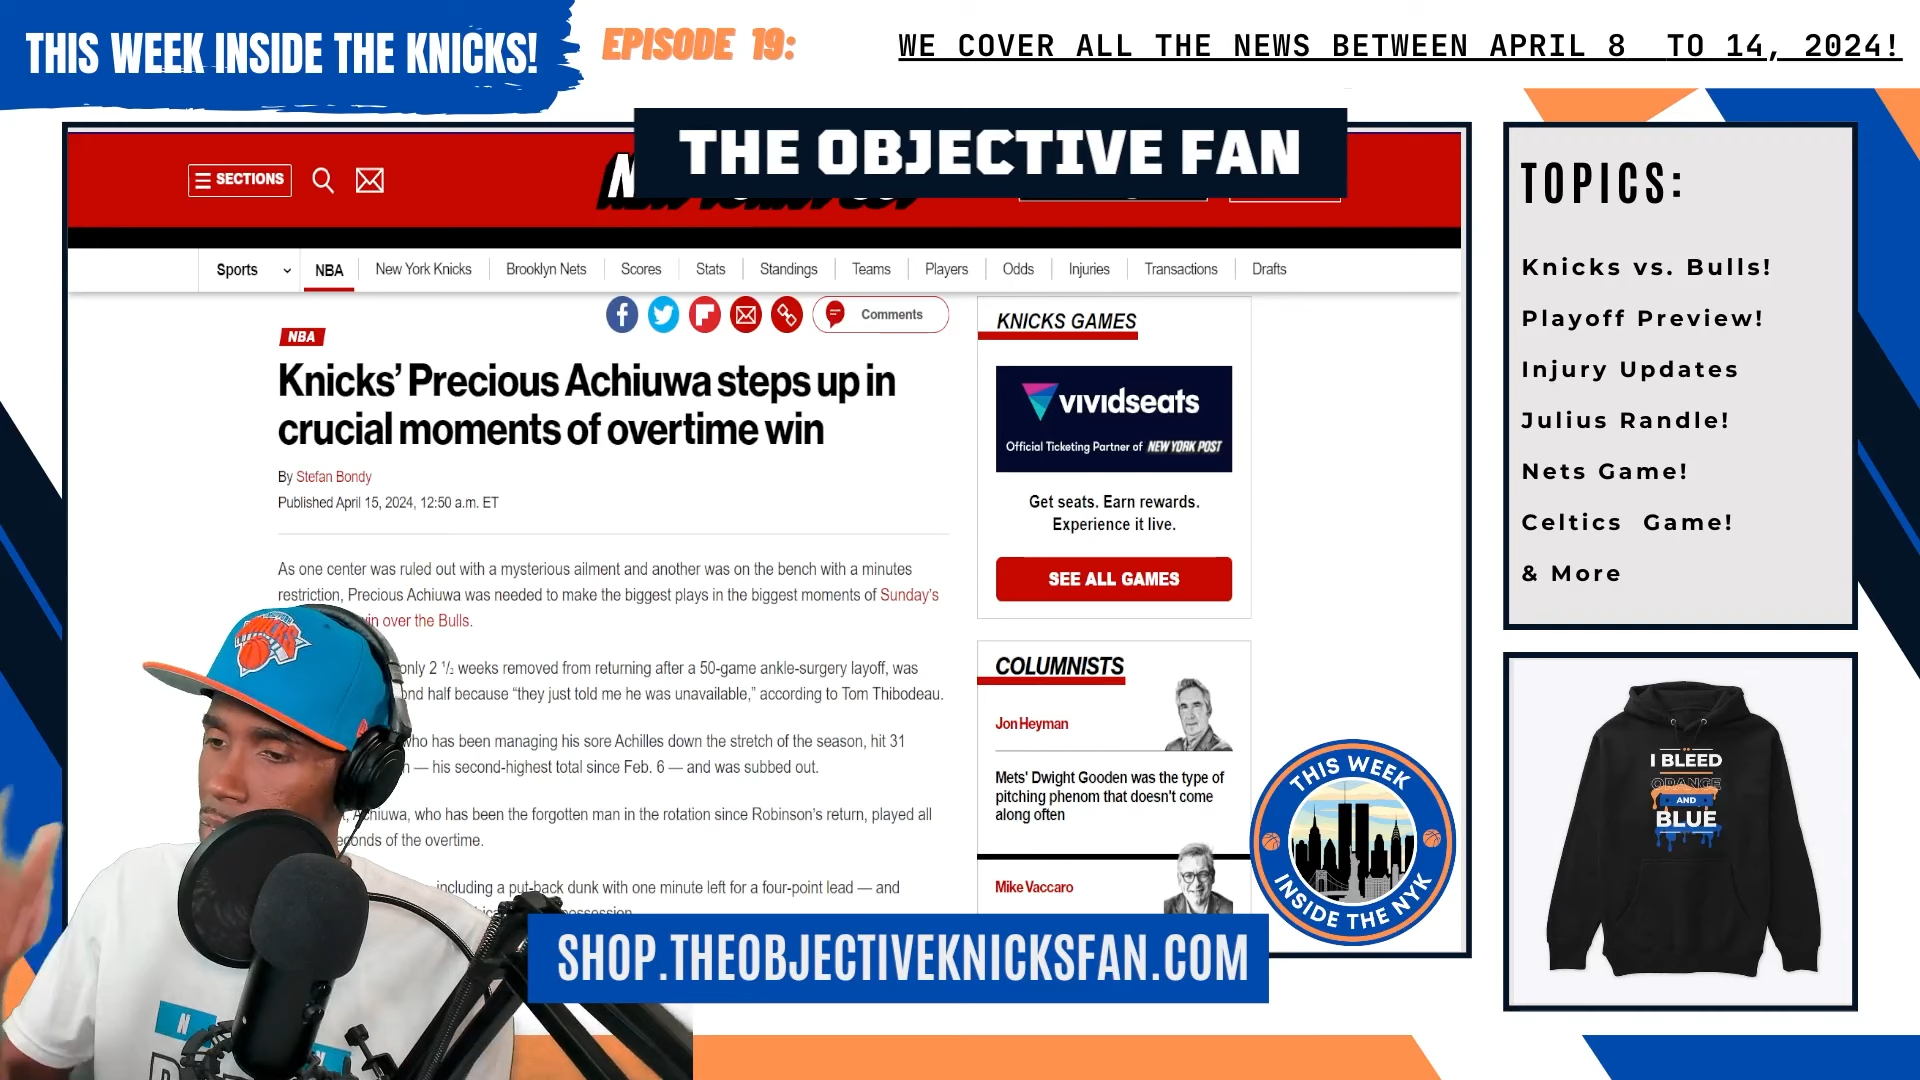 THIS WEEK INSIDE THE KNICKS!
EPISODE 19:
WE COVER ALL THE NEWS BETWEEN APRIL 8 TO 14, 2024!
THE OBJECTIVE FAN
SECTIONS
Sports
NBA
New York Knicks
Brooklyn Nets
Scores
Stats
Standings
Teams
Players
Odds
Injuries
Transactions
Drafts
Comments
NBA
Knicks’ Precious Achiuwa steps up in
crucial moments of overtime win
By Stefan Bondy
Published April 15, 2024, 12:50 a.m. ET
As one center was ruled out with a mysterious ailment and another was on the bench with a minutes
restriction, Precious Achiuwa was needed to make the biggest plays in the biggest moments of Sunday’s
win over the Bulls.
only 2 ½ weeks removed from returning after a 50-game ankle-surgery layoff, was
half because “they just told me he was unavailable,” according to Tom Thibodeau.
who has been managing his sore Achilles down the stretch of the season, hit 31
— his second-highest total since Feb. 6 — and was subbed out.
Achiuwa, who has been the forgotten man in the rotation since Robinson’s return, played all
of the overtime.
including a put-back dunk with one minute left for a four-point lead — and
possession
KNICKS GAMES
vividseats
Official Ticketing Partner of NEW YORK POST
Get seats. Earn rewards.
Experience it live.
SEE ALL GAMES
COLUMNISTS
Jon Heyman
Mets' Dwight Gooden was the type of
pitching phenom that doesn't come
along often
Mike Vaccaro
THIS WEEK
INSIDE THE NYK
SHOP.THEOBJECTIVEKNICKSFAN.COM
TOPICS:
Knicks vs. Bulls!
Playoff Preview!
Injury Updates
Julius Randle!
Nets Game!
Celtics Game!
& More
I BLEED
ORANGE
AND
BLUE
KNICKS
N